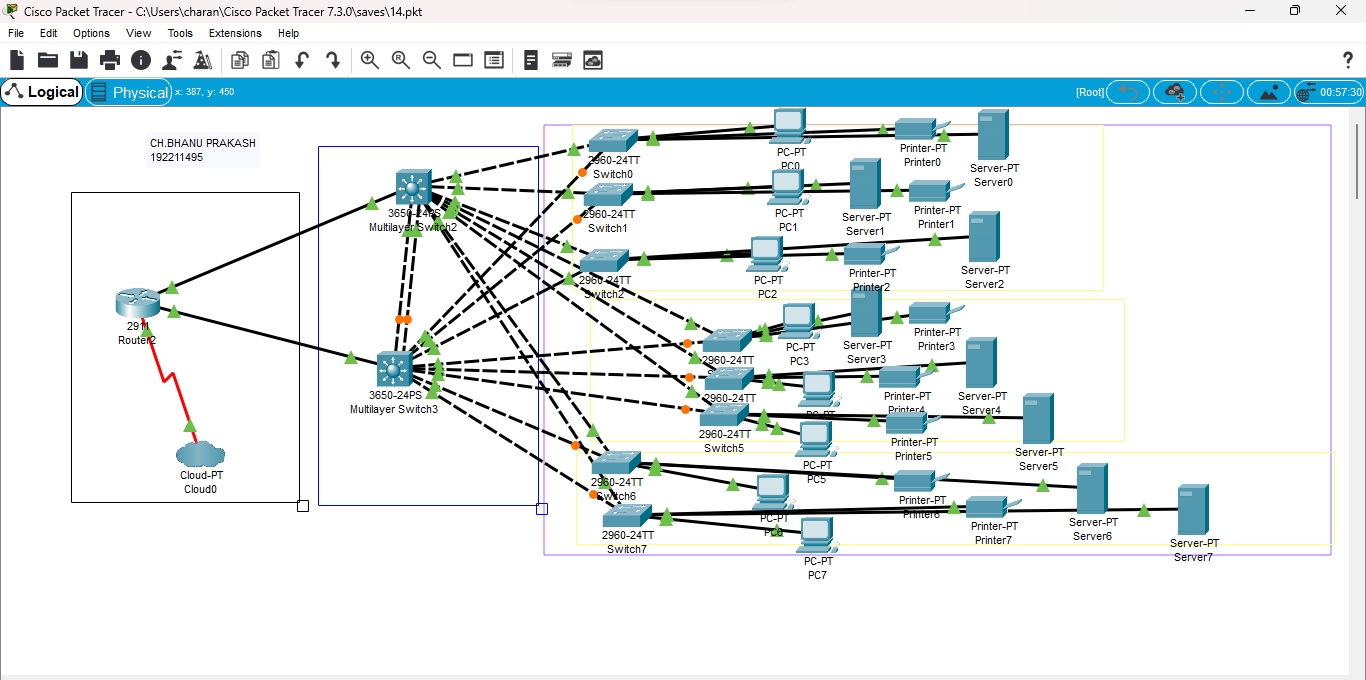 Cisco Packet Tracer - C:\Users\charan\Cisco Packet Tracer 7.3.0\saves\14.pkt
File Edit Options View Tools Extensions Help
Logical Physical x: 387, y: 450 [Root] 00:57:30
CH.BHANU PRAKASH
192211495
2960-24TT
Switch0
PC-PT
PC0
Printer-PT
Printer0
Server-PT
Server0
3650-24PS
Multilayer Switch2
2960-24TT
Switch1
PC-PT
PC1
Server-PT
Server1
Printer-PT
Printer1
2960-24TT
Switch2
PC-PT
PC2
Printer-PT
Printer2
Server-PT
Server2
2911
Router2
2960-24TT
PC-PT
PC3
Server-PT
Server3
Printer-PT
Printer3
3650-24PS
Multilayer Switch3
2960-24TT
PC-PT
Printer-PT
Printer4
Server-PT
Server4
2960-24TT
Switch5
PC-PT
PC5
Printer-PT
Printer5
Server-PT
Server5
Cloud-PT
Cloud0
2960-24TT
Switch6
PC-PT
PC6
Printer-PT
Printer6
Server-PT
Server6
2960-24TT
Switch7
PC-PT
PC7
Printer-PT
Printer7
Server-PT
Server7